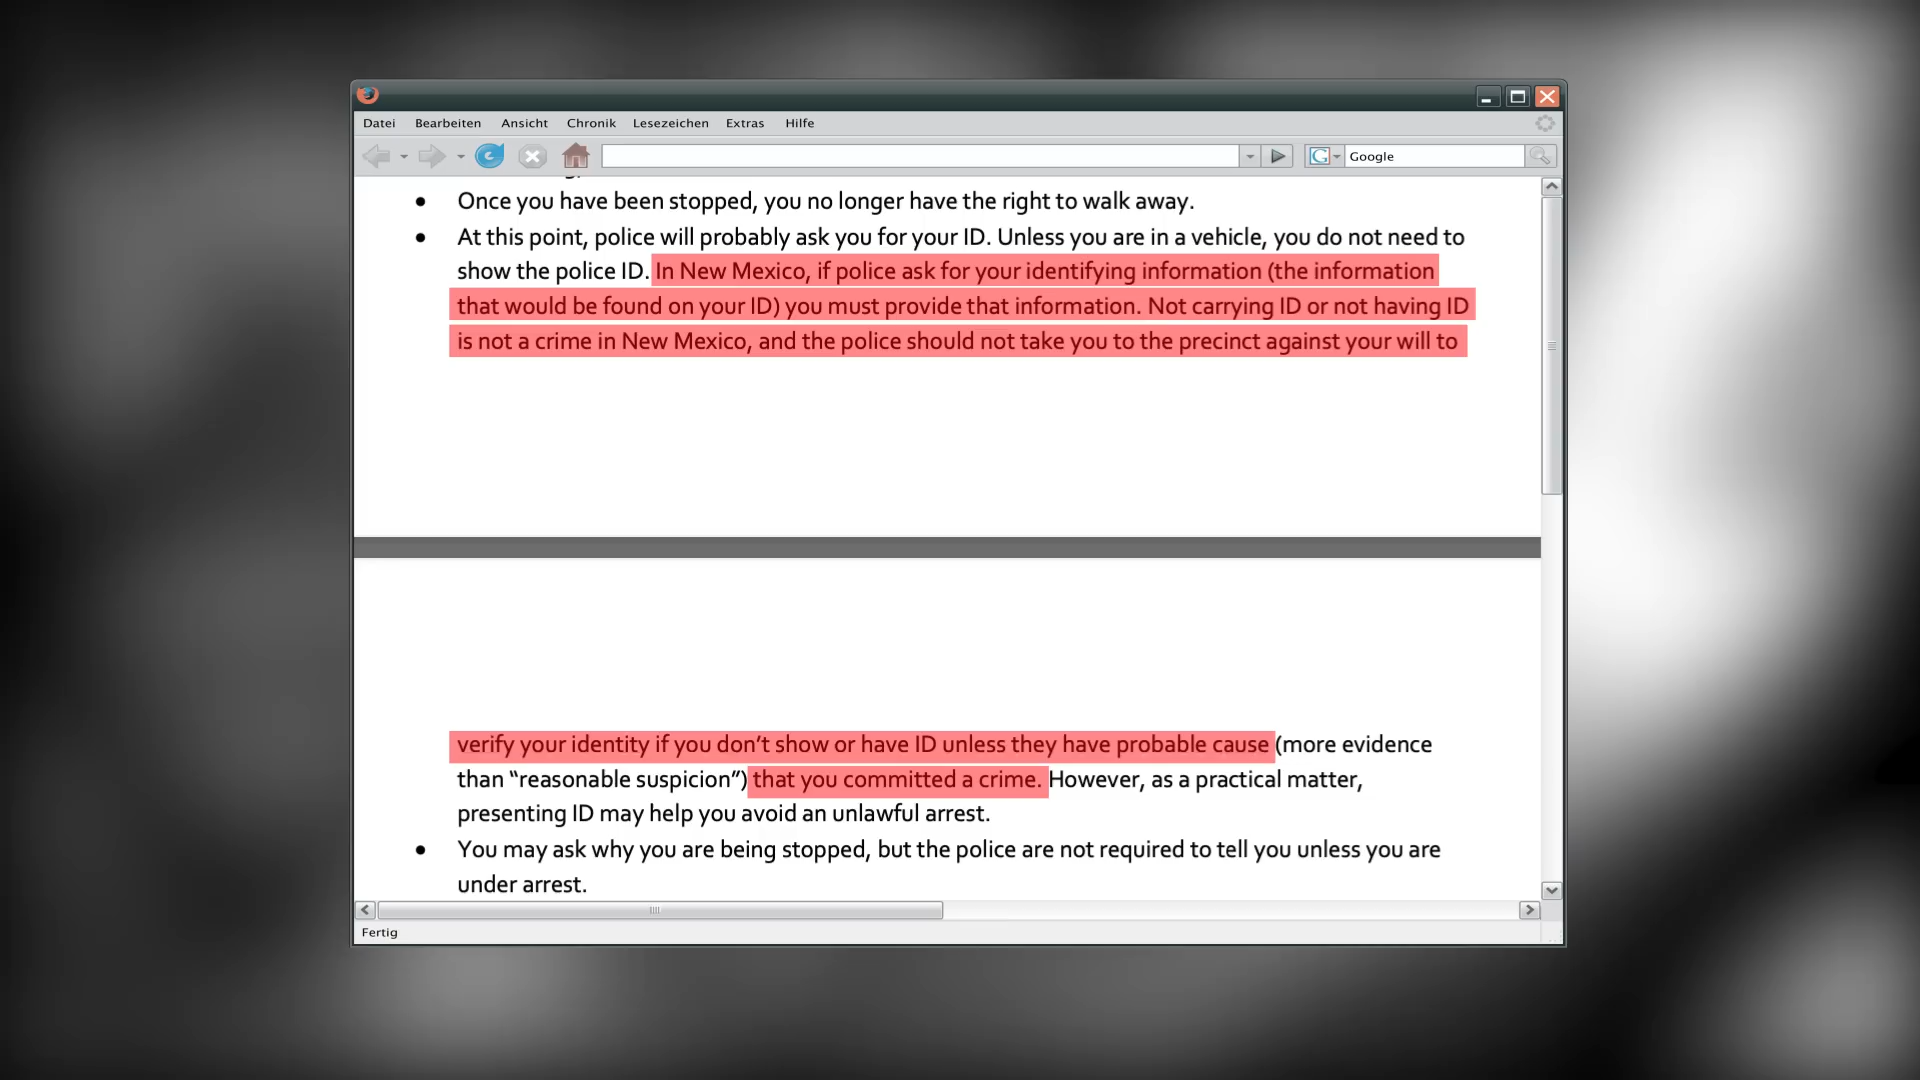 Datei Bearbeiten Ansicht Chronik Lesezeichen Extras Hilfe
Google
● Once you have been stopped, you no longer have the right to walk away.
● At this point, police will probably ask you for your ID. Unless you are in a vehicle, you do not need to
show the police ID. In New Mexico, if police ask for your identifying information (the information
that would be found on your ID) you must provide that information. Not carrying ID or not having ID
is not a crime in New Mexico, and the police should not take you to the precinct against your will to
verify your identity if you don’t show or have ID unless they have probable cause (more evidence
than “reasonable suspicion”) that you committed a crime. However, as a practical matter,
presenting ID may help you avoid an unlawful arrest.
● You may ask why you are being stopped, but the police are not required to tell you unless you are
under arrest.
Fertig